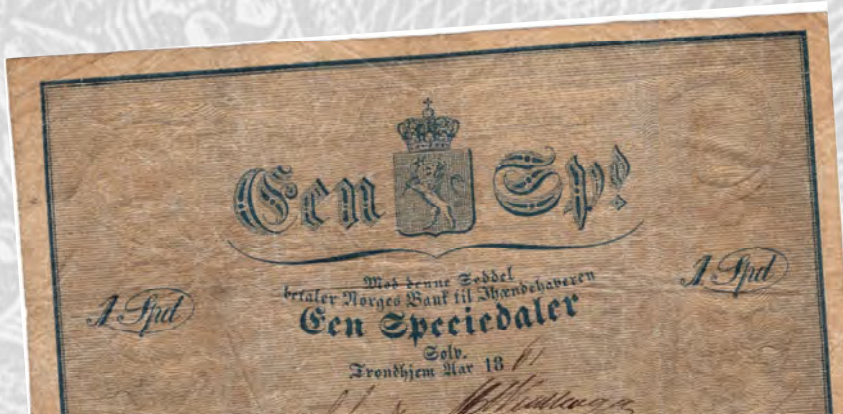 Een Spd
1 Spd
1 Spd
Mod denne Seddel
betaler Norges Bank til Ihændehaveren
Een Speciedaler
Sølv.
Trondhjem Aar 18